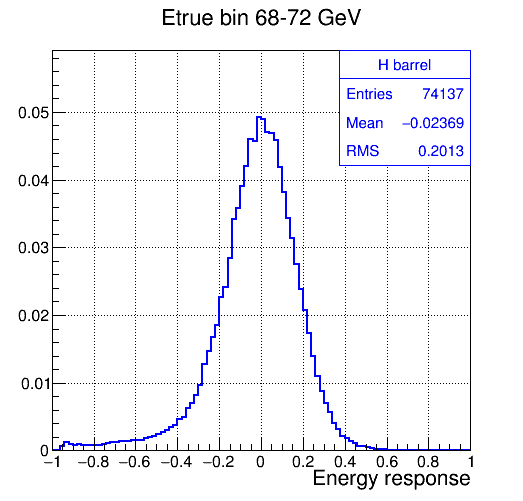 Etrue bin 68-72 GeV
H barrel
Entries 74137
Mean −0.02369
RMS 0.2013
0.05
0.04
0.03
0.02
0.01
0
−1 −0.8 −0.6 −0.4 −0.2 0 0.2 0.4 0.6 0.8 1
Energy response